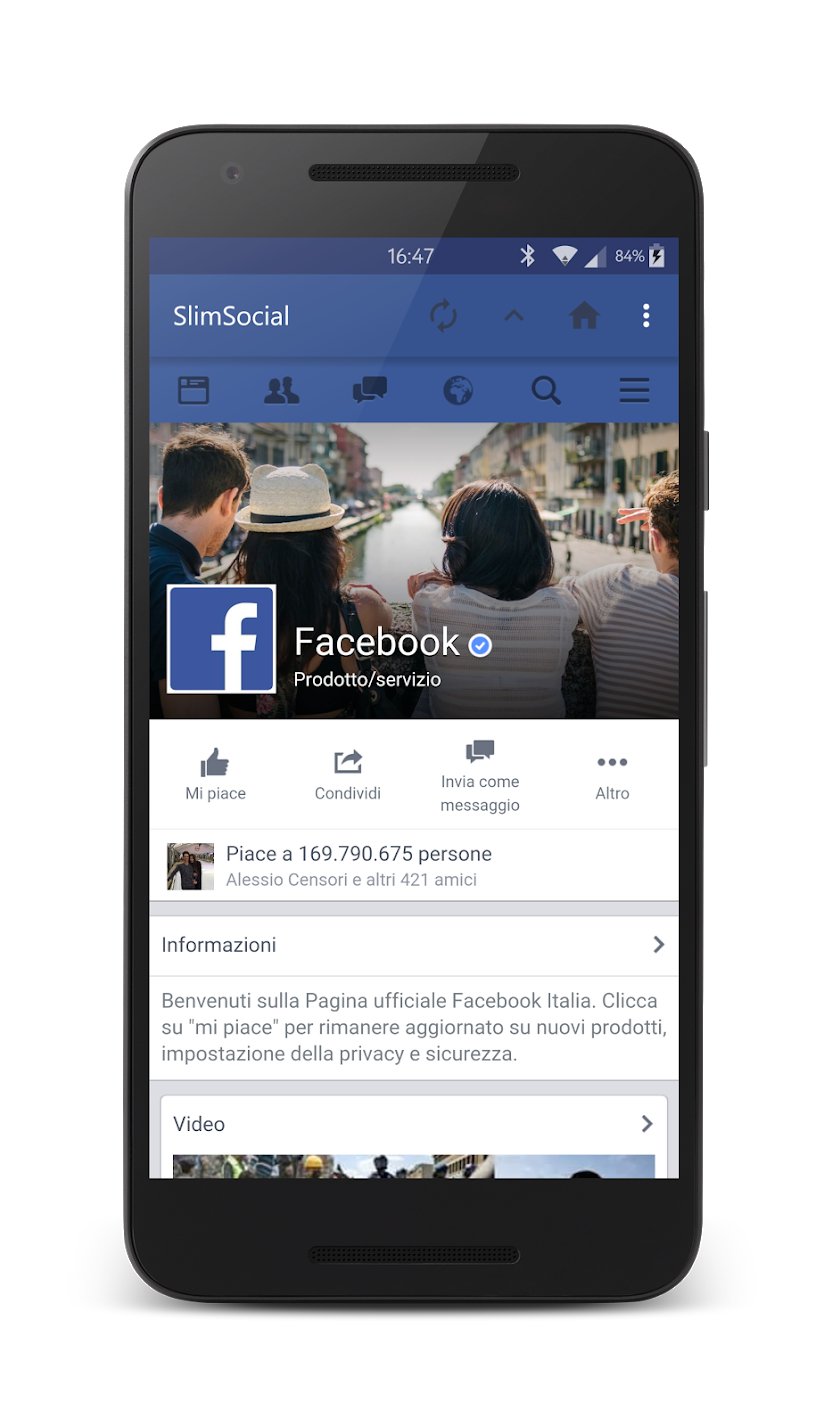 16:47 84%
SlimSocial
Facebook
Prodotto/servizio
Mi piace
Condividi
Invia come
messaggio
Altro
Piace a 169.790.675 persone
Alessio Censori e altri 421 amici
Informazioni
Benvenuti sulla Pagina ufficiale Facebook Italia. Clicca
su "mi piace" per rimanere aggiornato su nuovi prodotti,
impostazione della privacy e sicurezza.
Video